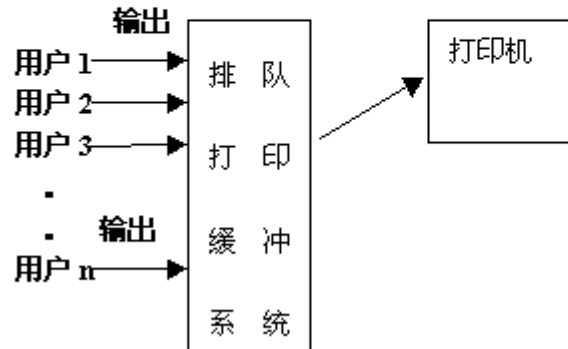 输出
用户 1
用户 2
用户 3
.
.
输出
用户 n
排 队
打 印
缓 冲
系 统
打印机